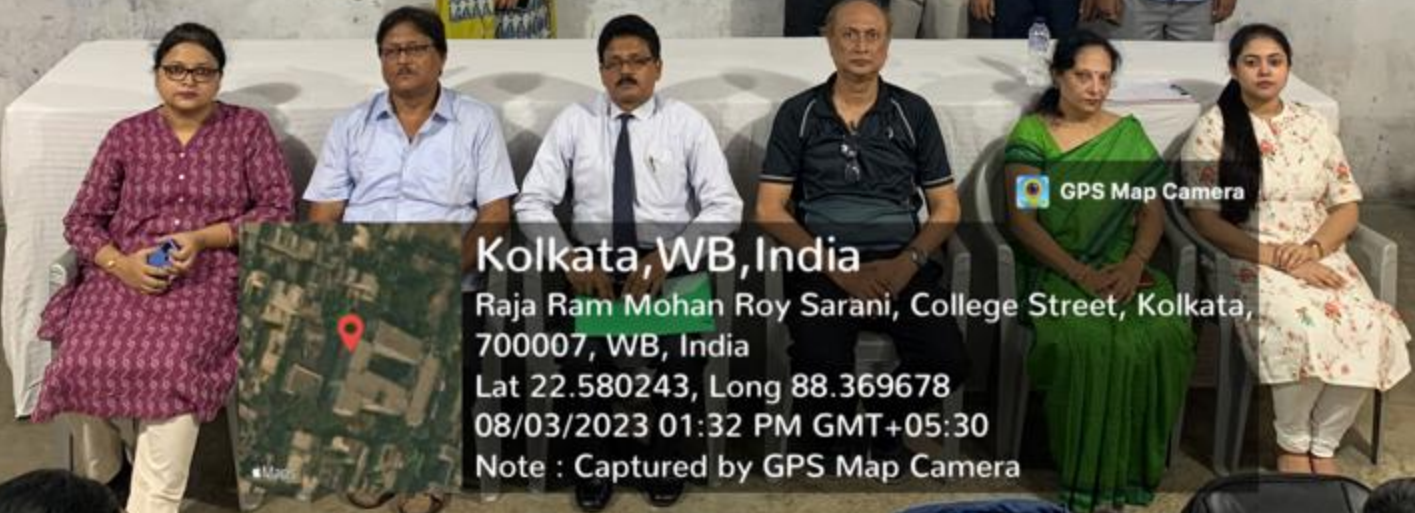 GPS Map Camera
Kolkata,WB,India
Raja Ram Mohan Roy Sarani, College Street, Kolkata,
700007, WB, India
Lat 22.580243, Long 88.369678
08/03/2023 01:32 PM GMT+05:30
Note : Captured by GPS Map Camera
Maps